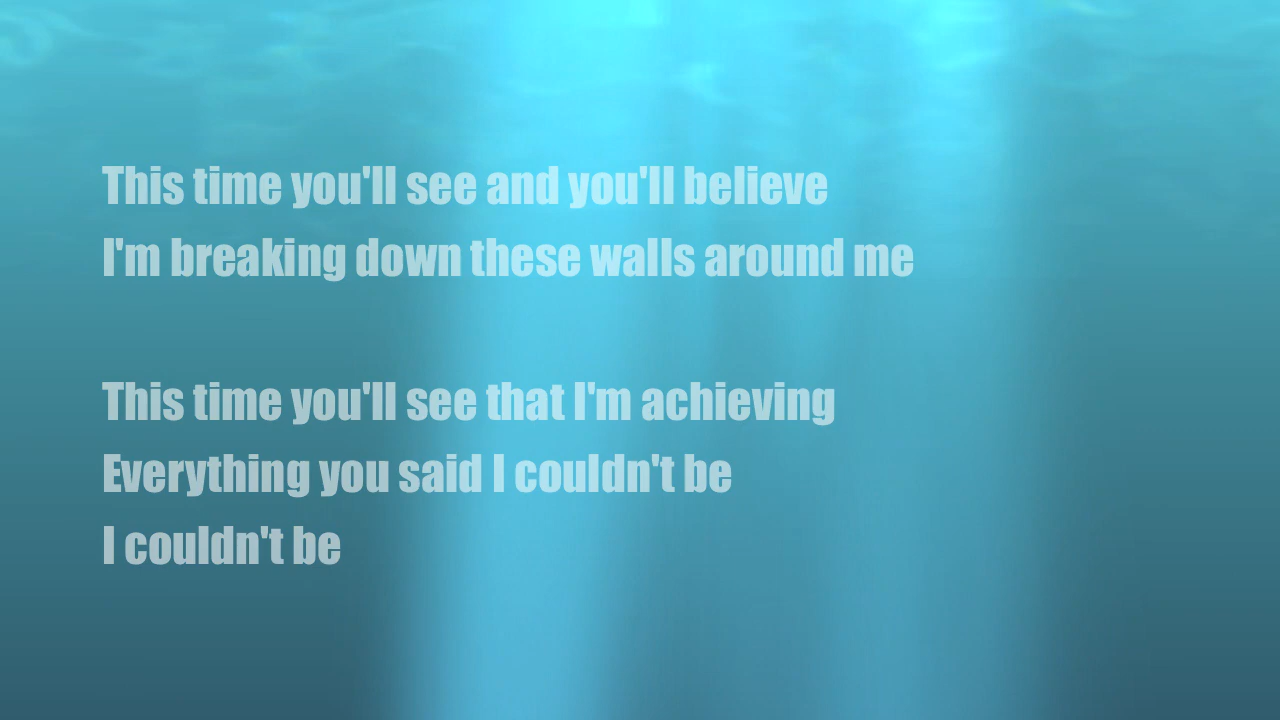 This time you'll see and you'll believe
I'm breaking down these walls around me
This time you'll see that I'm achieving
Everything you said I couldn't be
I couldn't be